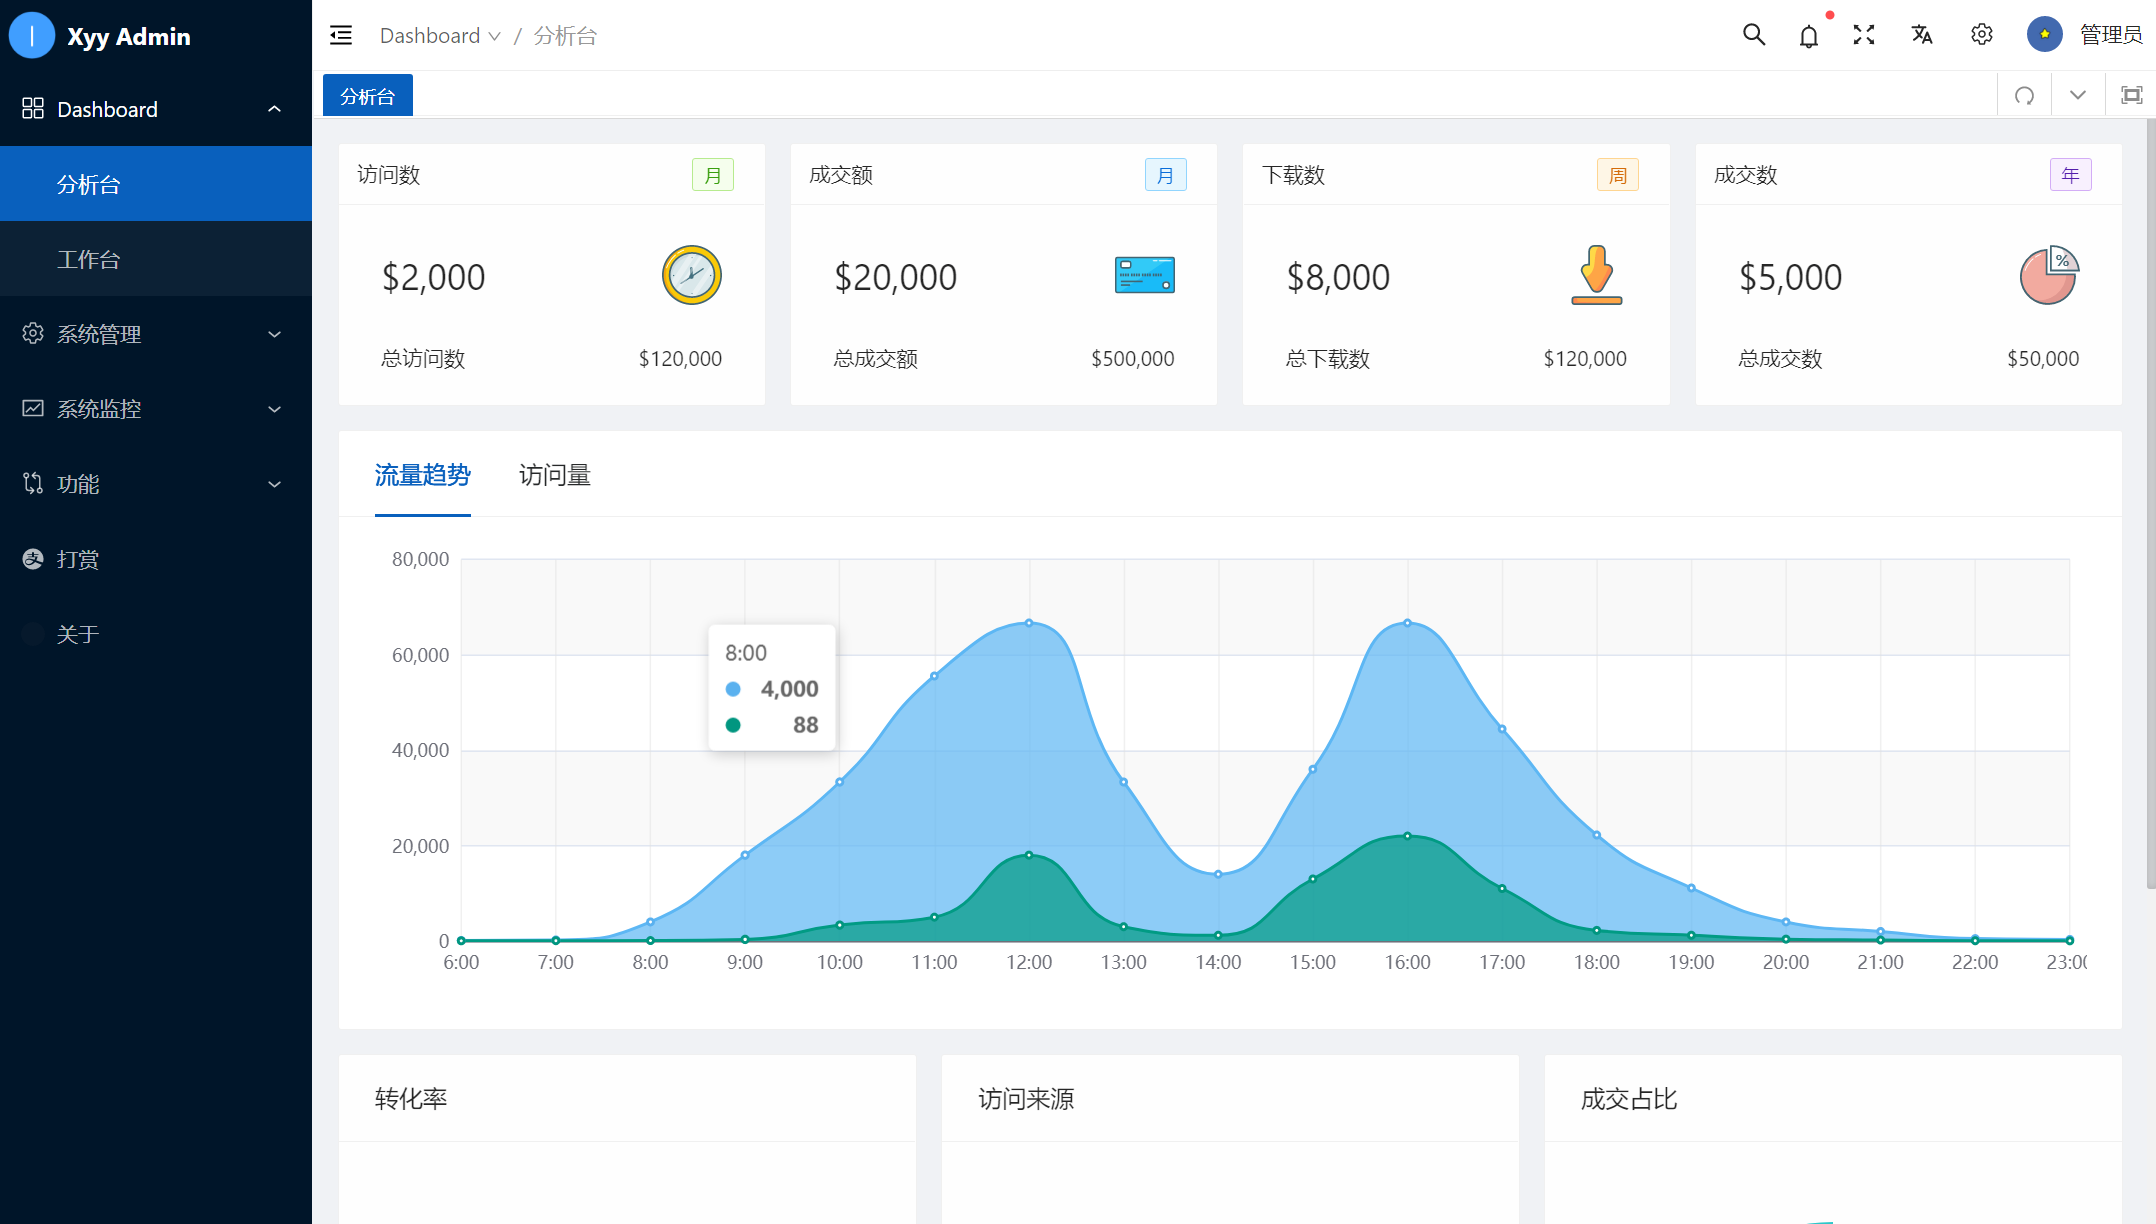 Xyy Admin
Dashboard
分析台
工作台
系统管理
系统监控
功能
打赏
关于
Dashboard / 分析台
管理员
分析台
访问数 月
$2,000
总访问数 $120,000
成交额 月
$20,000
总成交额 $500,000
下载数 周
$8,000
总下载数 $120,000
成交数 年
%
$5,000
总成交数 $50,000
流量趋势 访问量
80,000
60,000
40,000
20,000
0
8:00
4,000
88
6:00 7:00 8:00 9:00 10:00 11:00 12:00 13:00 14:00 15:00 16:00 17:00 18:00 19:00 20:00 21:00 22:00 23:0
转化率
访问来源
成交占比